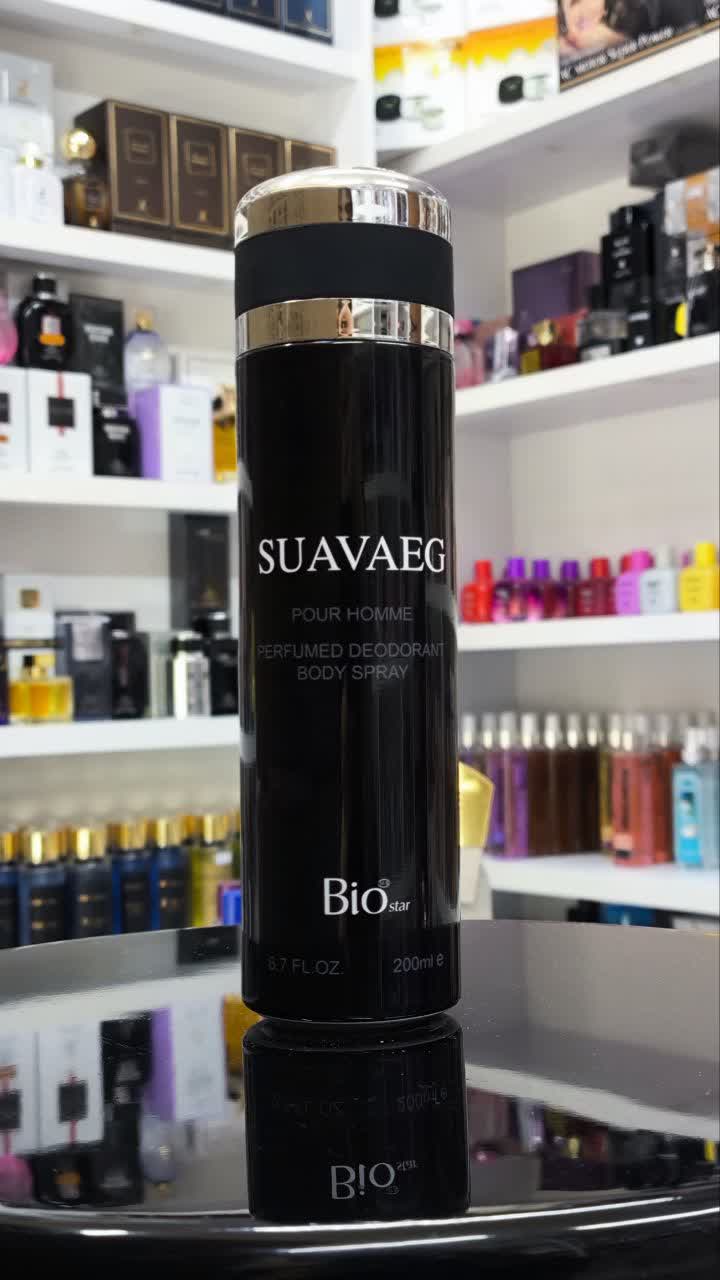 SUAVAEG
POUR HOMME
PERFUMED DEODORANT
BODY SPRAY
Bio star
6.7 FL.OZ. 200ml e